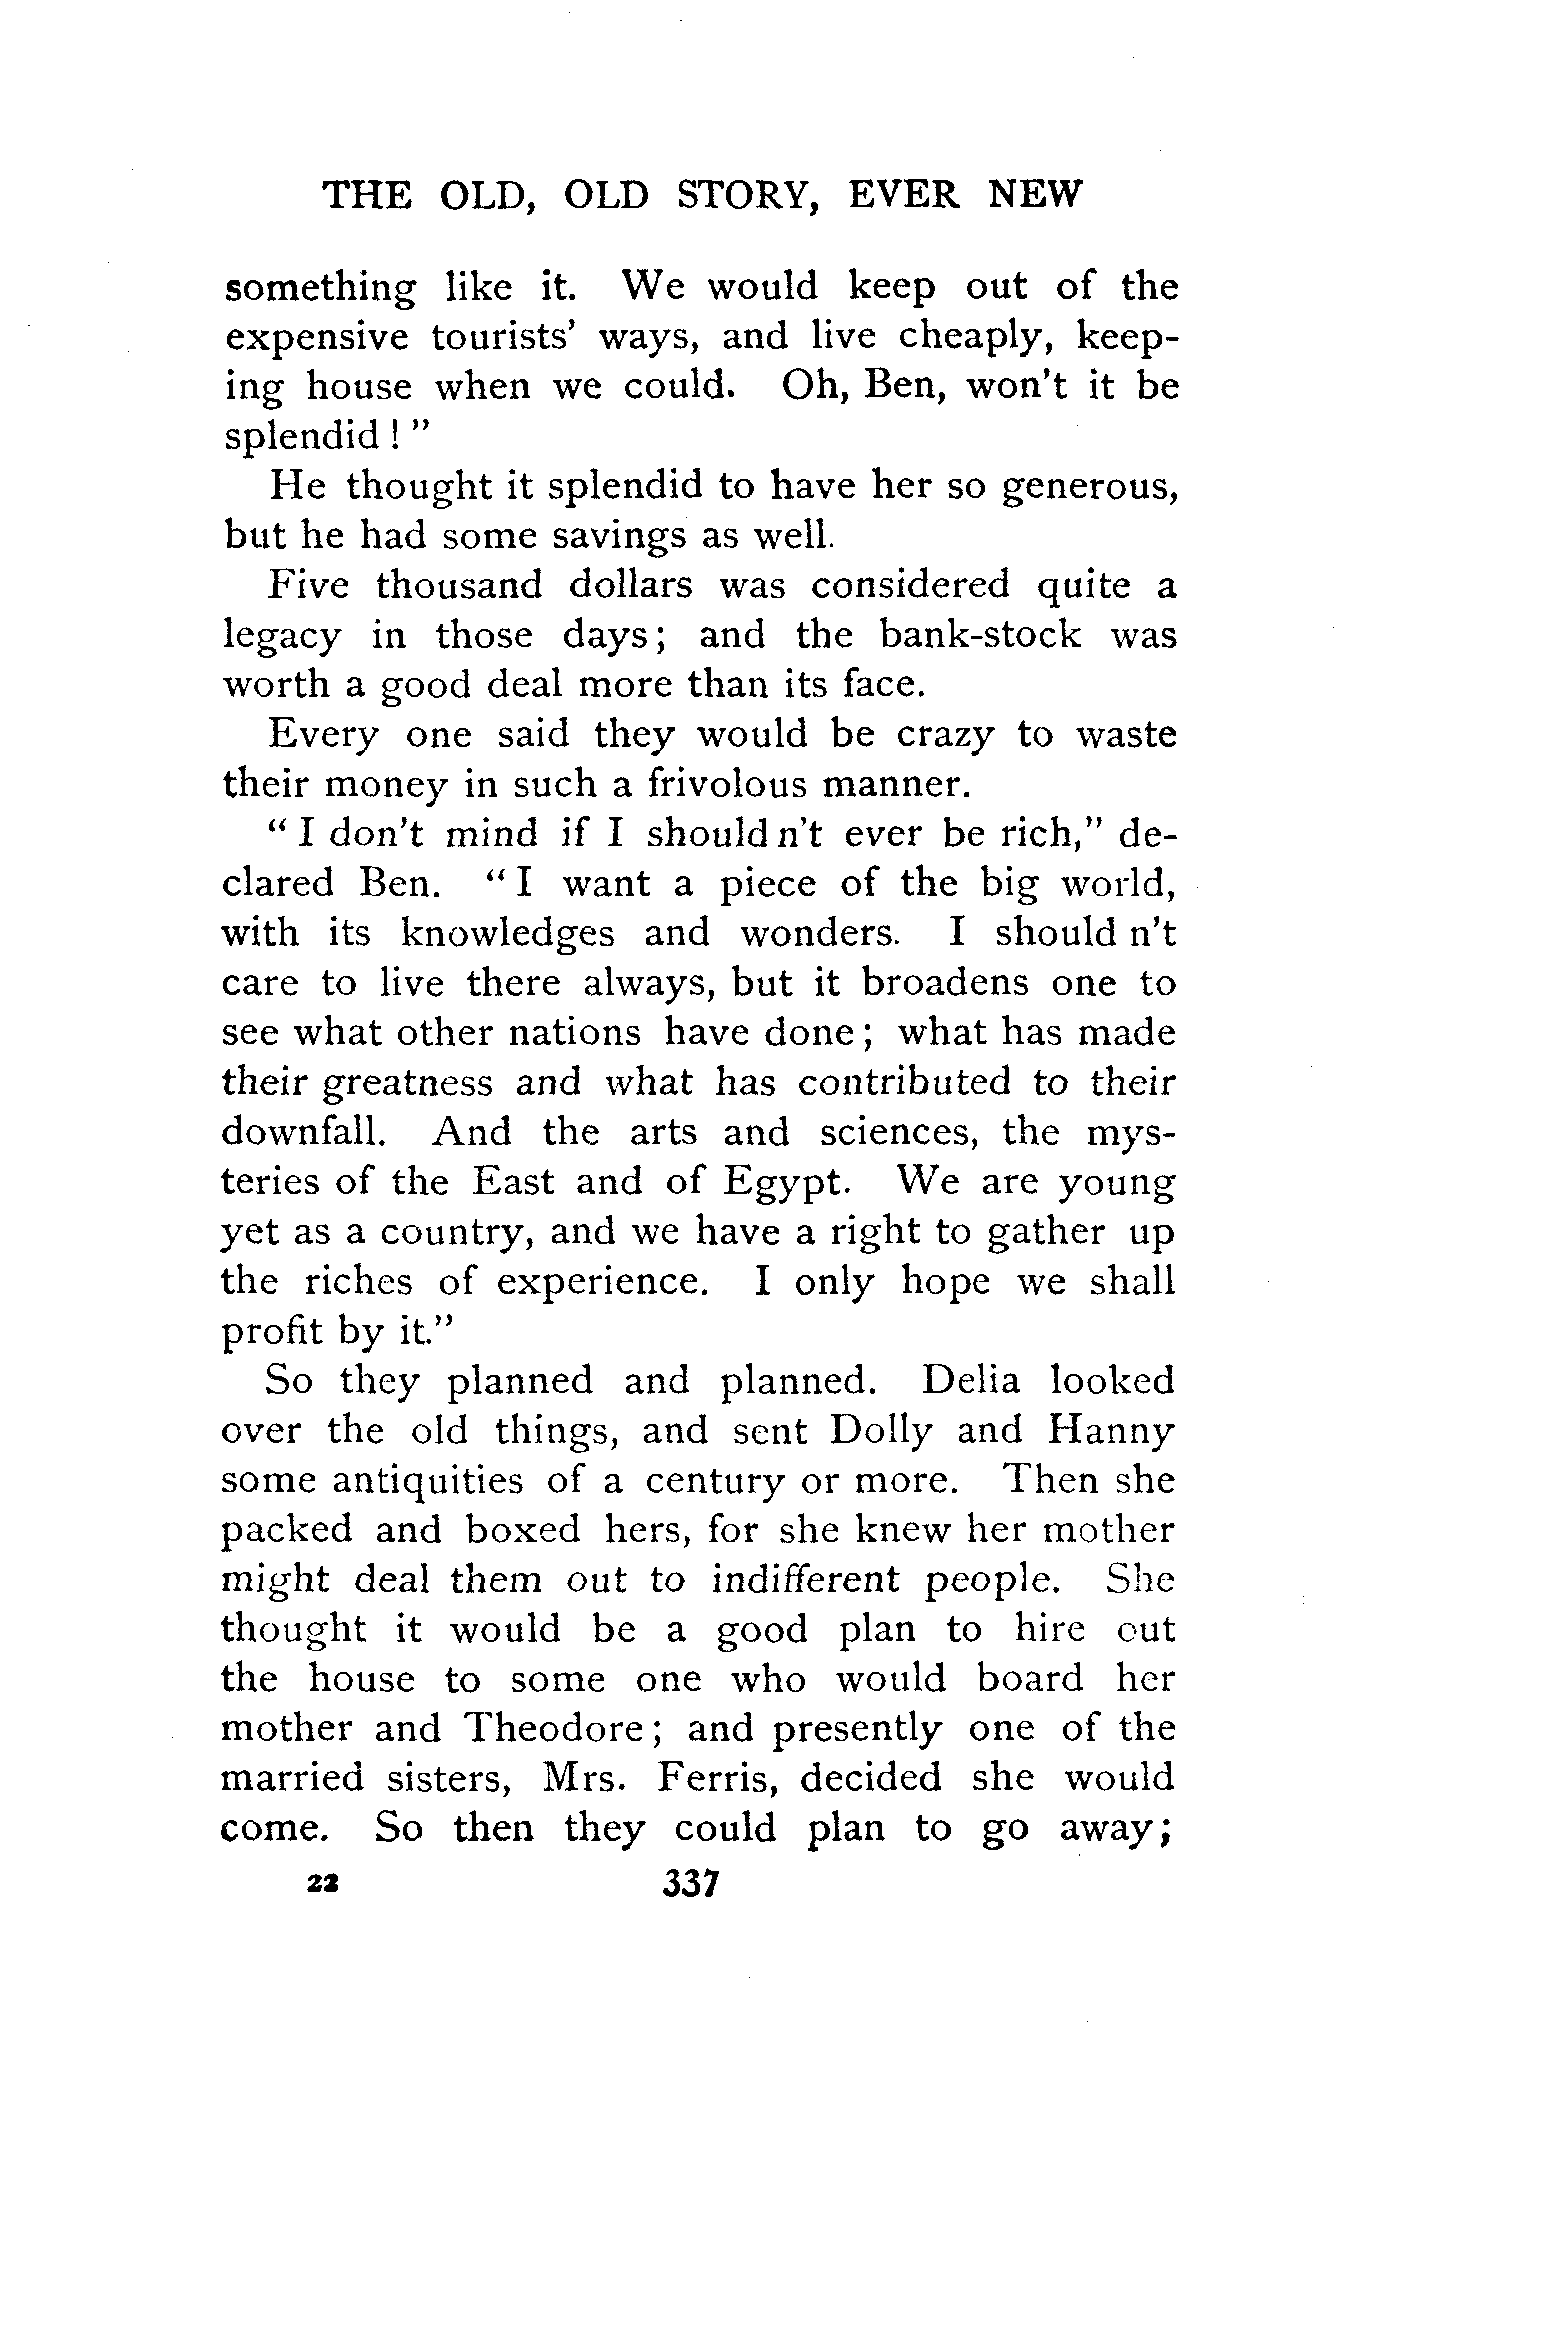 THE OLD, OLD STORY, EVER NEW
something like it. We would keep out of the
expensive tourists' ways, and live cheaply, keep-
ing house when we could. Oh, Ben, won't it be
splendid ! "
He thought it splendid to have her so generous,
but he had some savings as well.
Five thousand dollars was considered quite a
legacy in those days; and the bank-stock was
worth a good deal more than its face.
Every one said they would be crazy to waste
their money in such a frivolous manner.
" I don't mind if I should n't ever be rich," de-
clared Ben. " I want a piece of the big world,
with its knowledges and wonders. I should n't
care to live there always, but it broadens one to
see what other nations have done; what has made
their greatness and what has contributed to their
downfall. And the arts and sciences, the mys-
teries of the East and of Egypt. We are young
yet as a country, and we have a right to gather up
the riches of experience. I only hope we shall
profit by it."
So they planned and planned. Delia looked
over the old things, and sent Dolly and Hanny
some antiquities of a century or more. Then she
packed and boxed hers, for she knew her mother
might deal them out to indifferent people. She
thought it would be a good plan to hire out
the house to some one who would board her
mother and Theodore; and presently one of the
married sisters, Mrs. Ferris, decided she would
come. So then they could plan to go away;
22 337